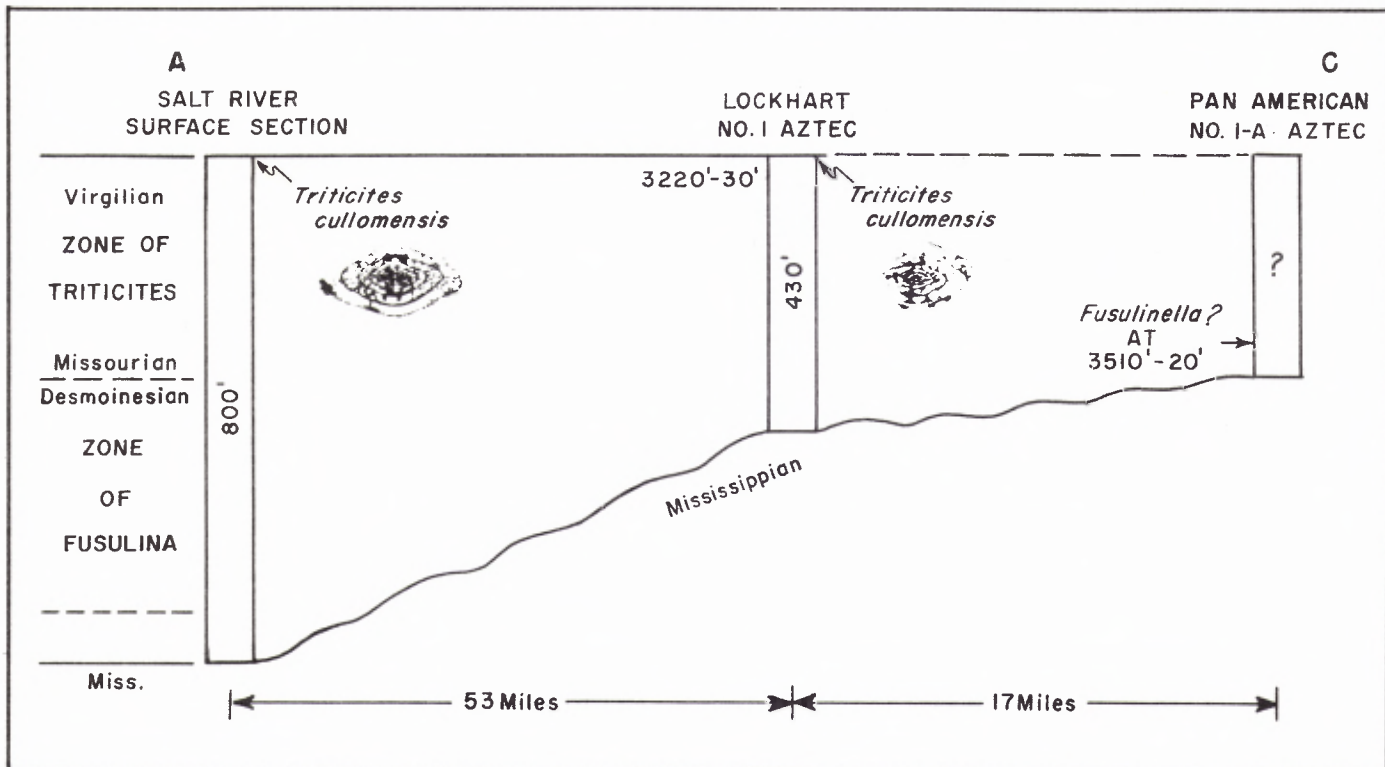 A
SALT RIVER
SURFACE SECTION
LOCKHART
NO. 1 AZTEC
C
PAN AMERICAN
NO. 1-A AZTEC
Virgilian
ZONE OF
TRITICITES
Missourian
Desmoinesian
ZONE
OF
FUSULINA
Miss.
800'
Triticites
cullomensis
3220'-30'
430'
Triticites
cullomensis
Fusulinella?
AT
3510'-20'
?
Mississippian
53 Miles
17 Miles